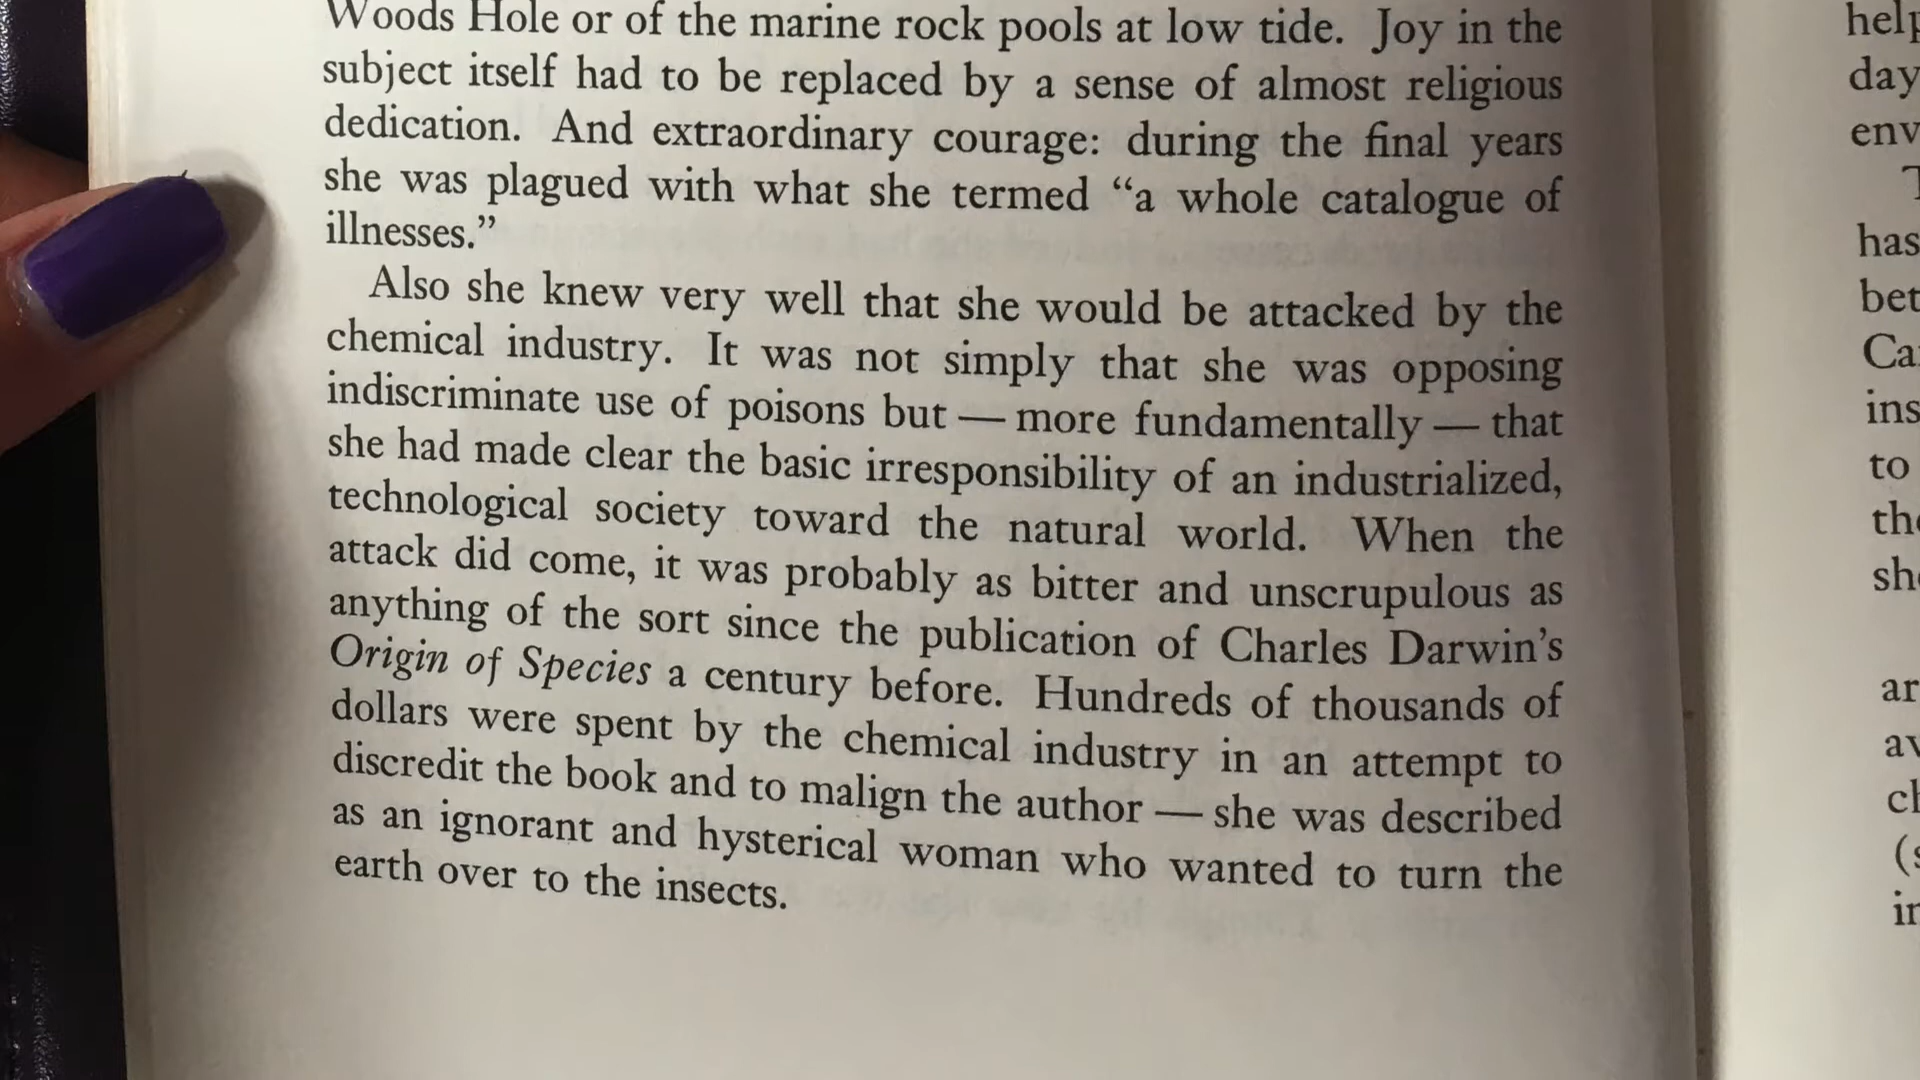 Woods Hole or of the marine rock pools at low tide. Joy in the
subject itself had to be replaced by a sense of almost religious
dedication. And extraordinary courage: during the final years
she was plagued with what she termed “a whole catalogue of
illnesses.”
Also she knew very well that she would be attacked by the
chemical industry. It was not simply that she was opposing
indiscriminate use of poisons but — more fundamentally — that
she had made clear the basic irresponsibility of an industrialized,
technological society toward the natural world. When the
attack did come, it was probably as bitter and unscrupulous as
anything of the sort since the publication of Charles Darwin’s
Origin of Species a century before. Hundreds of thousands of
dollars were spent by the chemical industry in an attempt to
discredit the book and to malign the author — she was described
as an ignorant and hysterical woman who wanted to turn the
earth over to the insects.
day
has
to